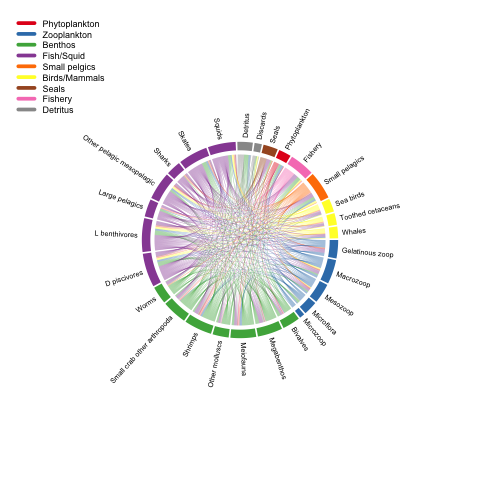 Phytoplankton
Zooplankton
Benthos
Fish/Squid
Small pelgics
Birds/Mammals
Seals
Fishery
Detritus
Detritus
Discards
Seals
Phytoplankton
Fishery
Small pelagics
Sea birds
Toothed cetaceans
Whales
Gelatinous zoop
Macrozoop
Mesozoop
Microflora
Microzoop
Bivalves
Megabenthos
Meiofauna
Other molluscs
Shrimps
Small crab other arthropoda
Worms
D piscivores
L benthivores
Large pelagics
Other pelagic mesopelagic
Sharks
Skates
Squids